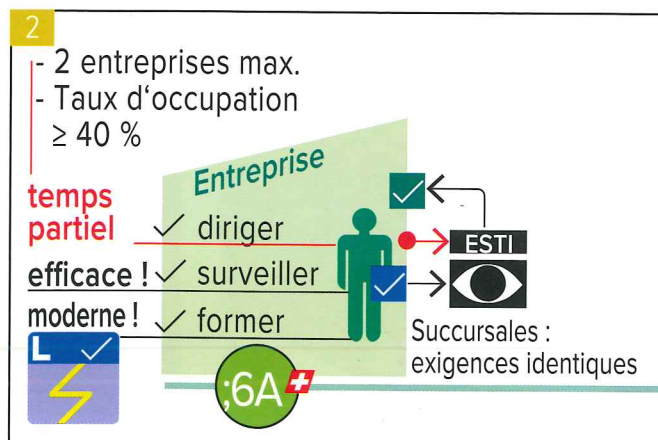 2
- 2 entreprises max.
- Taux d‘occupation
≥ 40 %
Entreprise
temps
partiel
✓ diriger
ESTI
efficace !
✓ surveiller
moderne !
✓ former
L ✓
Succursales :
exigences identiques
;6A